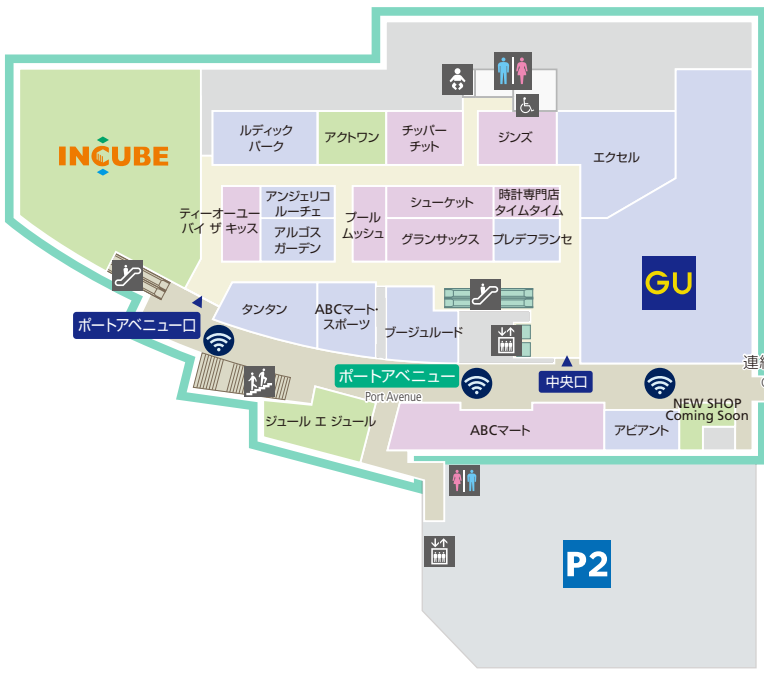 INCUBE
ルディック
パーク
アクトワン
チッパー
チット
ジンズ
エクセル
ティーオーユー
バイ ザ キッス
アンジェリコ
ルーチェ
アルゴス
ガーデン
プール
ムッシュ
シューケット
グランサックス
時計専門店
タイムタイム
プレデフランセ
GU
タンタン
ABCマート・
スポーツ
ブージュルード
ポートアベニュー口
ポートアベニュー
Port Avenue
中央口
連絡
NEW SHOP
Coming Soon
ジュール エ ジュール
ABCマート
アビアント
P2